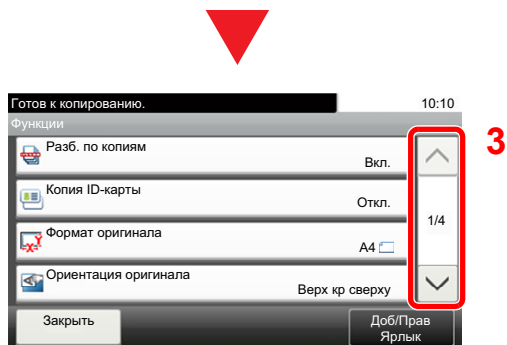 Готов к копированию.
10:10
Функции
Разб. по копиям
Вкл.
3
Копия ID-карты
Откл.
1/4
Формат оригинала
A4
Ориентация оригинала
Верх кр сверху
Закрыть
Доб/Прав
Ярлык